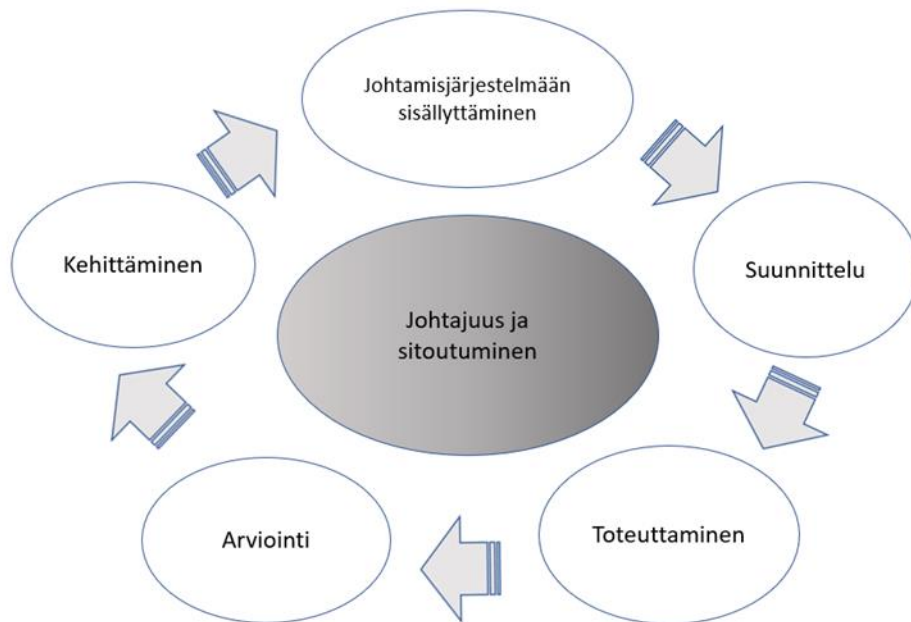 Johtamisjärjestelmään
sisällyttäminen
Kehittäminen
Suunnittelu
Johtajuus ja
sitoutuminen
Arviointi
Toteuttaminen